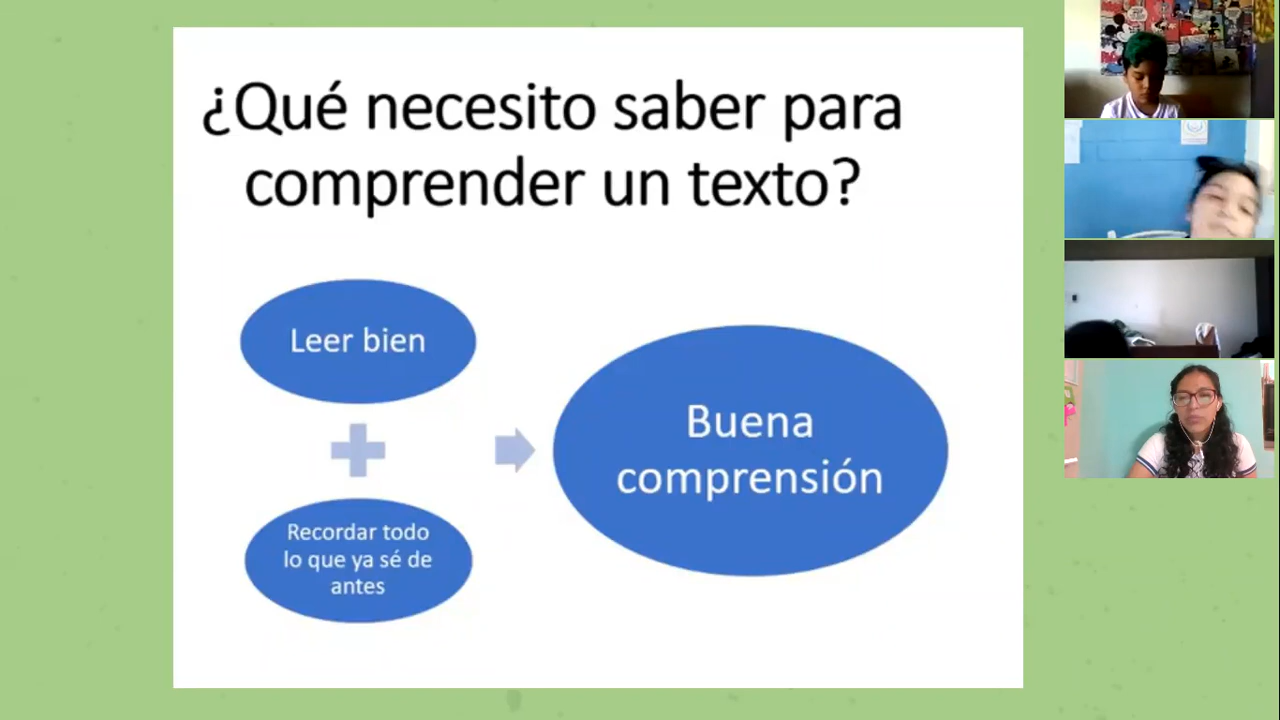 ¿Qué necesito saber para
comprender un texto?
Leer bien
Recordar todo
lo que ya sé de
antes
Buena
comprensión